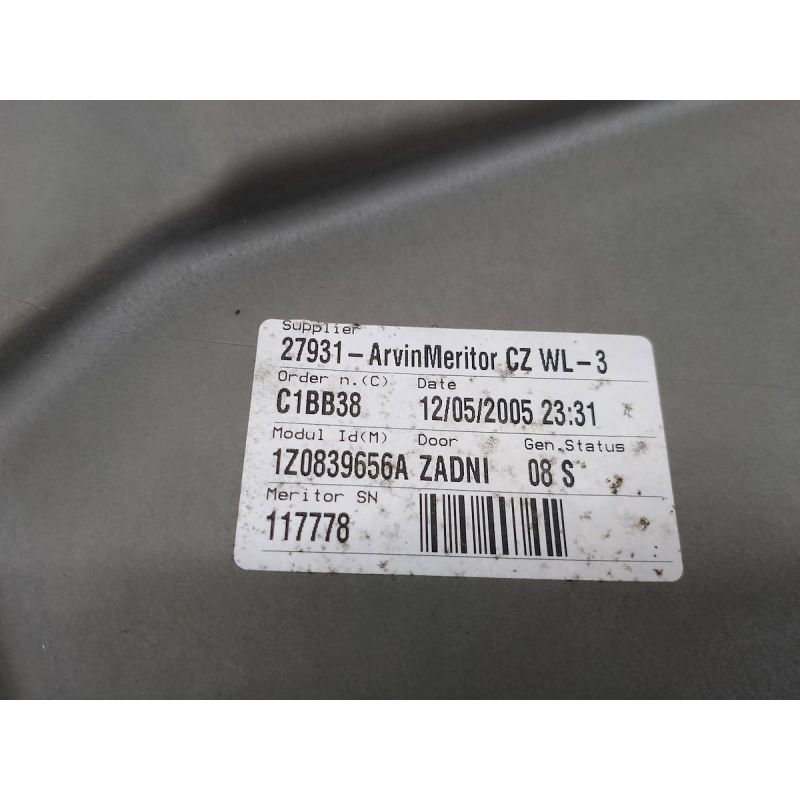 Supplier
27931-ArvinMeritor CZ WL-3
Order n.(C) Date
C1BB38 12/05/2005 23:31
Modul Id(M) Door Gen.Status
1Z0839656A ZADNI 08 S
Meritor SN
117778